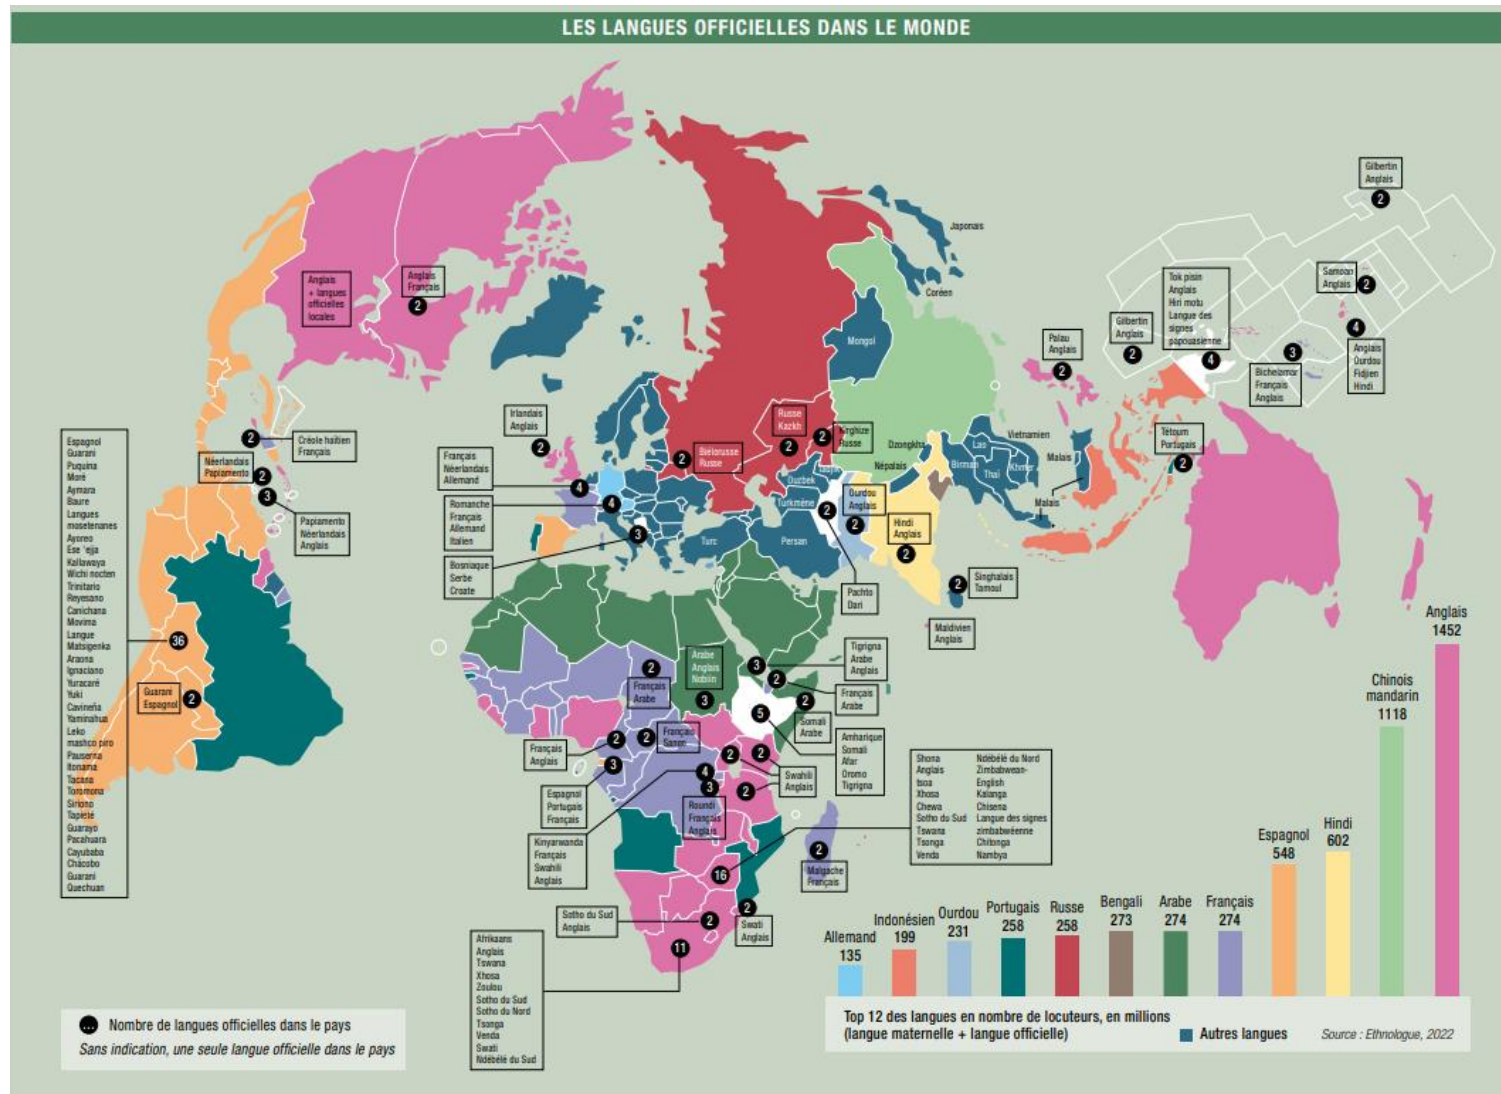 LES LANGUES OFFICIELLES DANS LE MONDE
Gilbertin
Anglais
2
Japonais
Coréen
Mongol
Anglais
+ langues
officielles
locales
Anglais
Français
2
Samoan
Anglais
2
Tok pisin
Anglais
Hiri motu
Langue des
signes
papouasienne
4
Gilbertin
Anglais
2
Palau
Anglais
2
4
Anglais
Ourdou
Fidjien
Hindi
3
Bichelamar
Français
Anglais
Irlandais
Anglais
2
Russe
Kazkh
2
Kirghize
Russe
2
Biélorusse
Russe
2
Dzongkha
Népalais
Birman
Lao
Thaï
Khmer
Vietnamien
Malais
Malais
Tétoum
Portugais
2
Créole haïtien
Français
2
Néerlandais
Papiamento
2
3
Papiamento
Néerlandais
Anglais
Français
Néerlandais
Allemand
4
Romanche
Français
Allemand
Italien
4
Bosniaque
Serbe
Croate
3
Turc
Ouzbek
Turkmène
Tadjik
Persan
Ourdou
Anglais
2
Hindi
Anglais
2
2
Pachto
Dari
2
Singhalais
Tamoul
Maldivien
Anglais
Espagnol
Guarani
Puquina
Moré
Aymara
Baure
Langues
mosetenanes
Ayoreo
Ese 'ejja
Kallawaya
Wichi nocten
Trinitario
Reyesano
Canichana
Movima
Langue
Matsigenka
Araona
Ignaciano
Yuracaré
Yuki
Cavineña
Yaminahua
Leko
mashco piro
Pauserna
Itonama
Tacana
Toromona
Siriono
Tapieté
Guarayo
Pacahuara
Cayubaba
Chácobo
Guarani
Quechuan
36
Guarani
Espagnol
2
2
Français
Arabe
Arabe
Anglais
Nobiin
3
Tigrigna
Arabe
Anglais
3
2
Français
Arabe
2
Somali
Arabe
5
Amharique
Somali
Afar
Oromo
Tigrigna
Français
Anglais
2
2
Français
Sango
Espagnol
Portugais
Français
3
Kinyarwanda
Français
Swahili
Anglais
4
3
Roundi
Français
Anglais
2
2
2
Swahili
Anglais
Shona
Anglais
tsoa
Xhosa
Chewa
Sotho du Sud
Tswana
Tsonga
Venda
Ndébélé du Nord
Zimbabwean-
English
Kalanga
Chisena
Langue des signes
zimbabwéenne
Chitonga
Nambya
16
2
Malgache
Français
Sotho du Sud
Anglais
2
2
Swati
Anglais
11
Afrikaans
Anglais
Tswana
Xhosa
Zoulou
Sotho du Sud
Sotho du Nord
Tsonga
Venda
Swati
Ndébélé du Sud
... Nombre de langues officielles dans le pays
Sans indication, une seule langue officielle dans le pays
Allemand
135
Indonésien
199
Ourdou
231
Portugais
258
Russe
258
Bengali
273
Arabe
274
Français
274
Espagnol
548
Hindi
602
Chinois
mandarin
1118
Anglais
1452
Top 12 des langues en nombre de locuteurs, en millions
(langue maternelle + langue officielle)
Autres langues
Source : Ethnologue, 2022